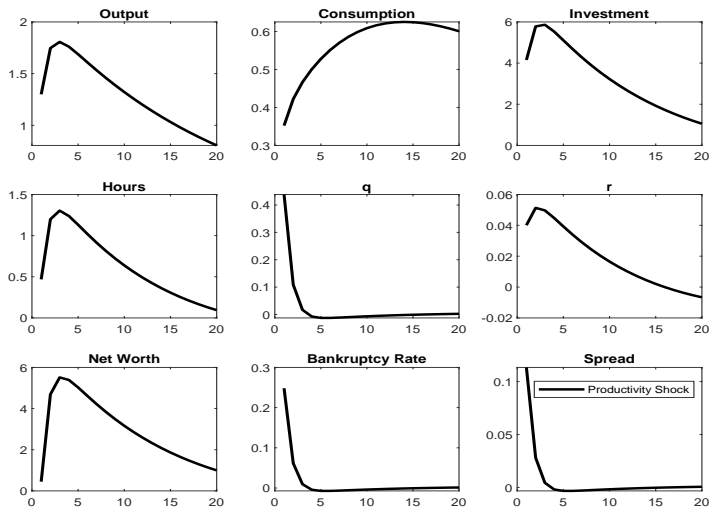 Output
Consumption
Investment
2
1.5
1
0 5 10 15 20
0.6
0.5
0.4
0.3
0 5 10 15 20
6
4
2
0
0 5 10 15 20
Hours
q
r
1.5
1
0.5
0
0 5 10 15 20
0.4
0.3
0.2
0.1
0
0 5 10 15 20
0.06
0.04
0.02
0
-0.02
0 5 10 15 20
Net Worth
Bankruptcy Rate
Spread
6
4
2
0
0 5 10 15 20
0.3
0.2
0.1
0
0 5 10 15 20
0.1
0.05
0
0 5 10 15 20
Productivity Shock